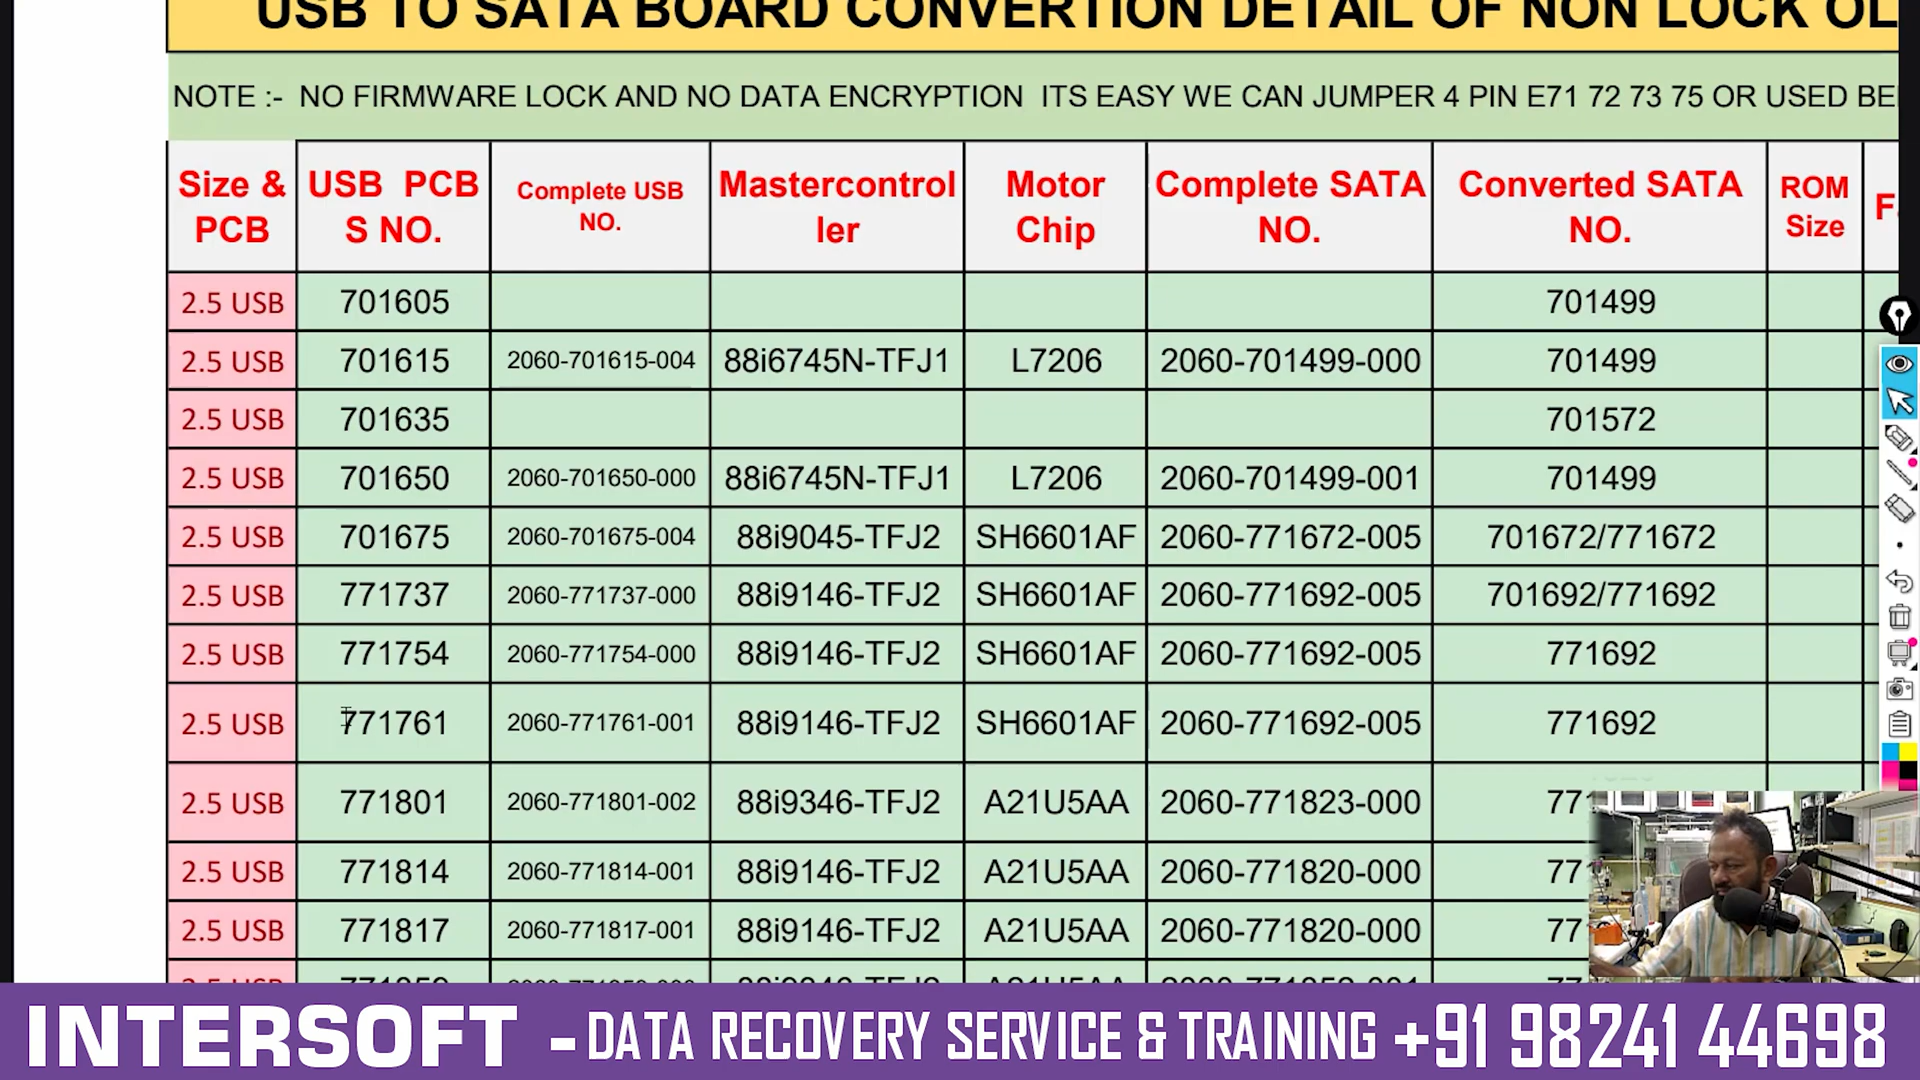 USB TO SATA BOARD CONVERTION DETAIL OF NON LOCK OL
NOTE :- NO FIRMWARE LOCK AND NO DATA ENCRYPTION ITS EASY WE CAN JUMPER 4 PIN E71 72 73 75 OR USED BE
Size & PCB USB PCB S NO. Complete USB NO. Mastercontrol ler Motor Chip Complete SATA NO. Converted SATA NO. ROM Size F
2.5 USB 701605 701499
2.5 USB 701615 2060-701615-004 88i6745N-TFJ1 L7206 2060-701499-000 701499
2.5 USB 701635 701572
2.5 USB 701650 2060-701650-000 88i6745N-TFJ1 L7206 2060-701499-001 701499
2.5 USB 701675 2060-701675-004 88i9045-TFJ2 SH6601AF 2060-771672-005 701672/771672
2.5 USB 771737 2060-771737-000 88i9146-TFJ2 SH6601AF 2060-771692-005 701692/771692
2.5 USB 771754 2060-771754-000 88i9146-TFJ2 SH6601AF 2060-771692-005 771692
2.5 USB 771761 2060-771761-001 88i9146-TFJ2 SH6601AF 2060-771692-005 771692
2.5 USB 771801 2060-771801-002 88i9346-TFJ2 A21U5AA 2060-771823-000 77
2.5 USB 771814 2060-771814-001 88i9146-TFJ2 A21U5AA 2060-771820-000 77
2.5 USB 771817 2060-771817-001 88i9146-TFJ2 A21U5AA 2060-771820-000 77
INTERSOFT - DATA RECOVERY SERVICE & TRAINING +91 98241 44698